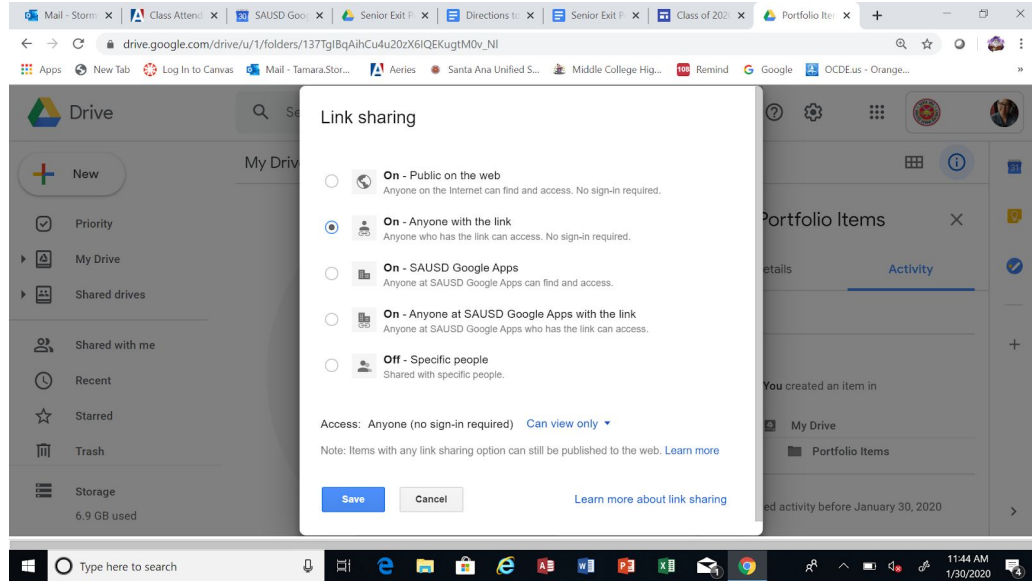 Mail - Storm
Class Attend
SAUSD Goo
Senior Exit P
Directions to
Senior Exit P
Class of 202
Portfolio Iter
drive.google.com/drive/u/1/folders/137TgIBqAihCu4u20zX6IQEKugtM0v_NI
Apps
New Tab
Log In to Canvas
Mail - Tamara.Stor...
Aeries
Santa Ana Unified S...
Middle College Hig...
Remind
Google
OCDE.us - Orange...
»
Drive
Se
New
My Driv
Priority
My Drive
Shared drives
Shared with me
Recent
Starred
Trash
Storage
6.9 GB used
Link sharing
On - Public on the web
Anyone on the Internet can find and access. No sign-in required.
On - Anyone with the link
Anyone who has the link can access. No sign-in required.
On - SAUSD Google Apps
Anyone at SAUSD Google Apps can find and access.
On - Anyone at SAUSD Google Apps with the link
Anyone at SAUSD Google Apps who has the link can access.
Off - Specific people
Shared with specific people.
Access: Anyone (no sign-in required) Can view only
Note: Items with any link sharing option can still be published to the web. Learn more
Save
Cancel
Learn more about link sharing
Portfolio Items
etails
Activity
You created an item in
My Drive
Portfolio Items
ed activity before January 30, 2020
Type here to search
11:44 AM
1/30/2020